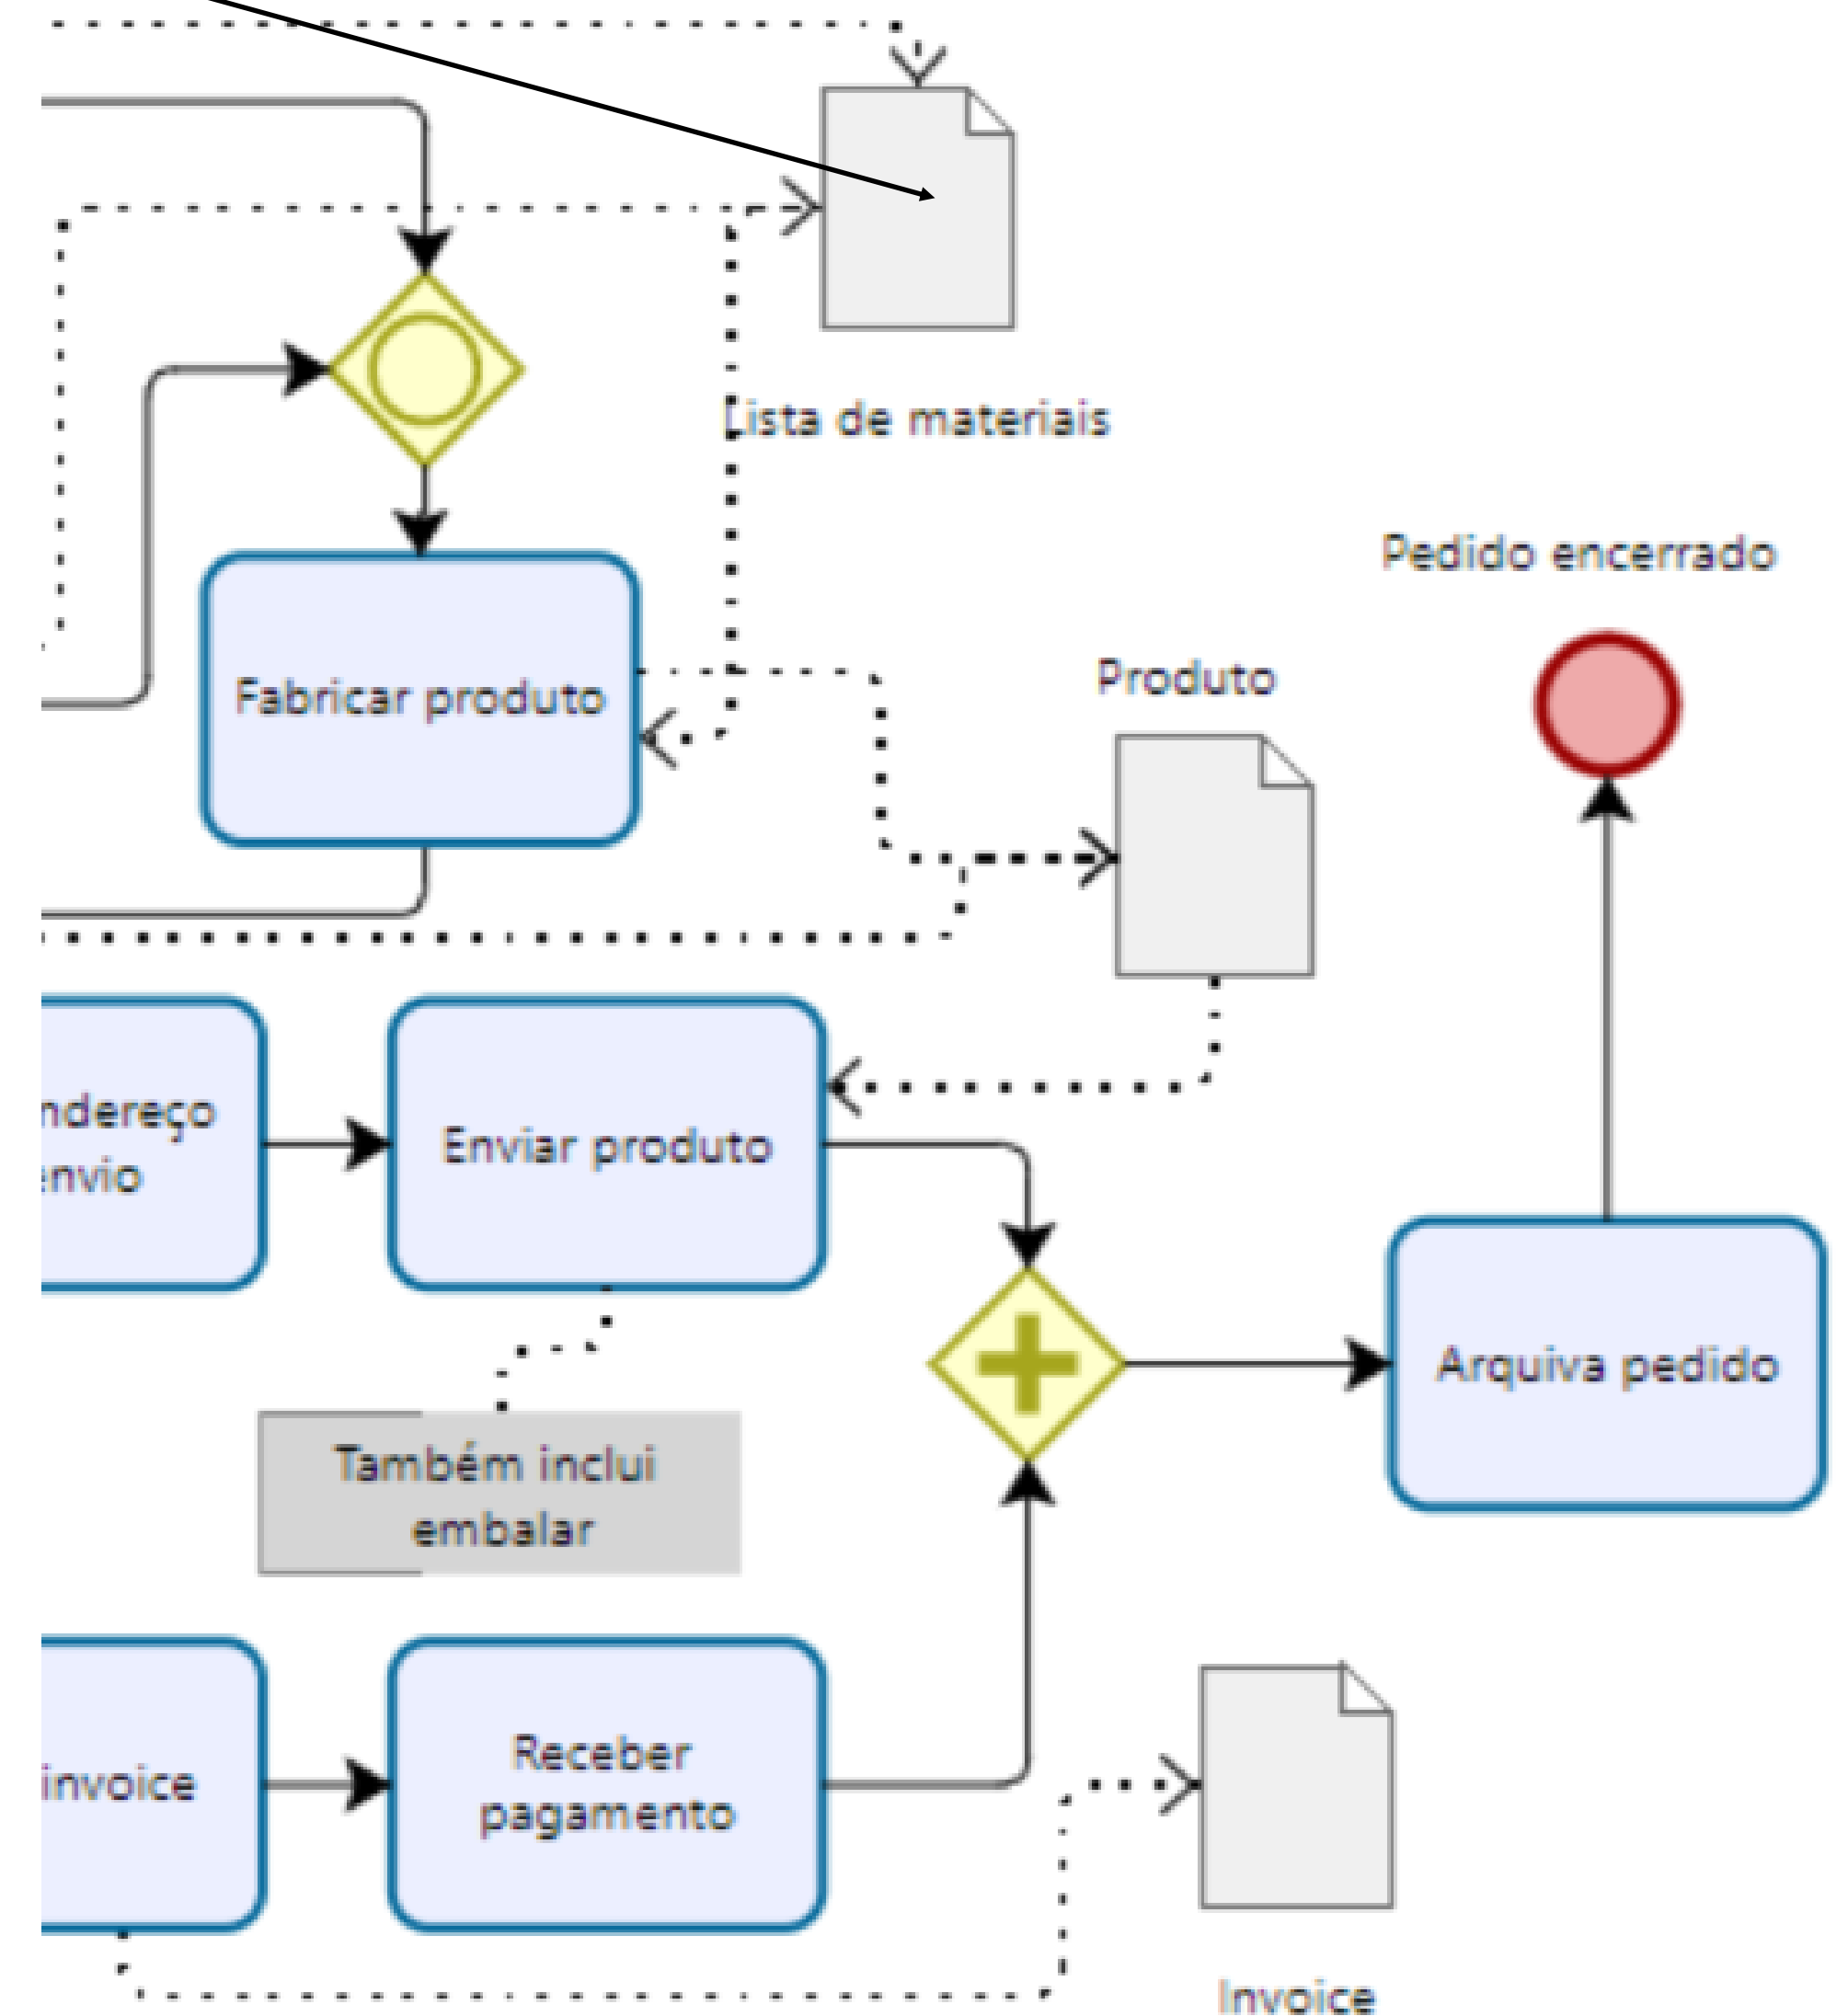 Lista de materiais
Pedido encerrado
Produto
Fabricar produto
ndereço
envio
Enviar produto
Arquiva pedido
Também inclui
embalar
invoice
Receber
pagamento
Invoice